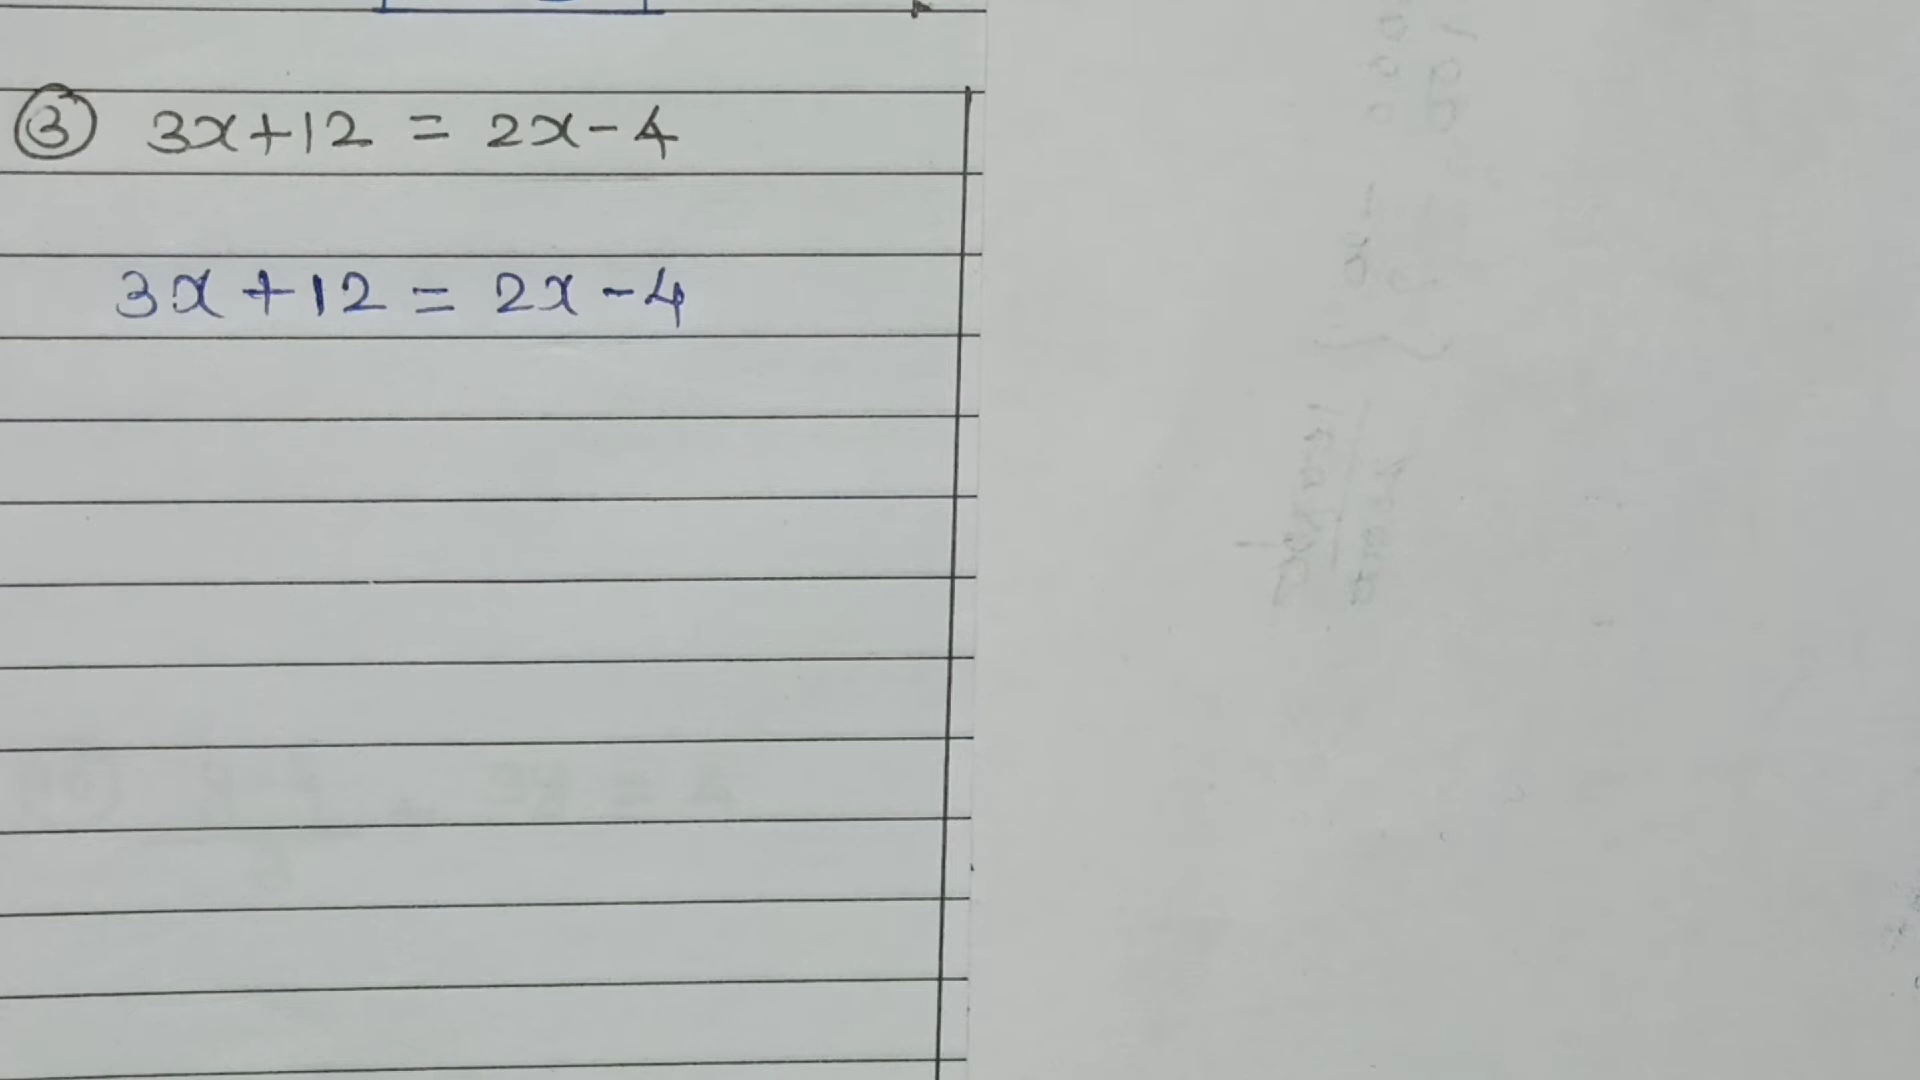 ③ 3x+12 = 2x-4
3x+12 = 2x-4